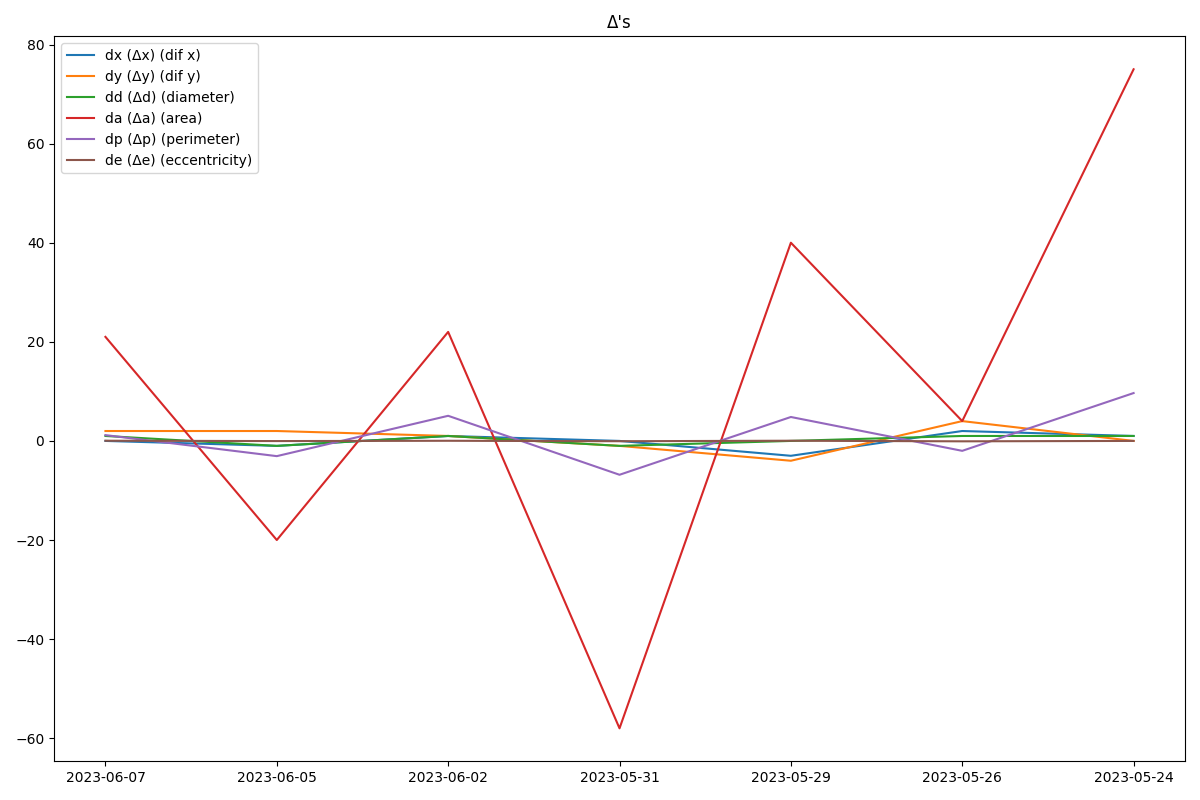 Δ's
dx (Δx) (dif x)
dy (Δy) (dif y)
dd (Δd) (diameter)
da (Δa) (area)
dp (Δp) (perimeter)
de (Δe) (eccentricity)
80
60
40
20
0
−20
−40
−60
2023-06-07 2023-06-05 2023-06-02 2023-05-31 2023-05-29 2023-05-26 2023-05-24